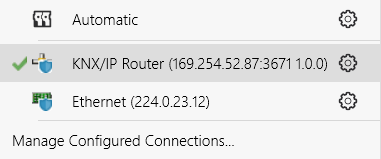 Automatic
KNX/IP Router (169.254.52.87:3671 1.0.0)
Ethernet (224.0.23.12)
Manage Configured Connections...